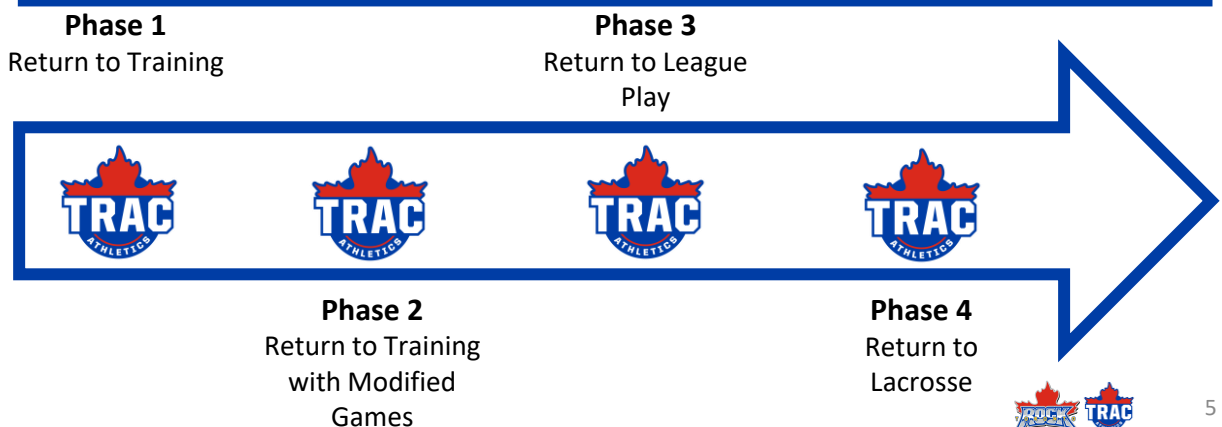 Phase 1
Return to Training
Phase 3
Return to League
Play
TRAC
ATHLETICS
TRAC
ATHLETICS
TRAC
ATHLETICS
TRAC
ATHLETICS
Phase 2
Return to Training
with Modified
Games
Phase 4
Return to
Lacrosse
ROCK
TRAC
5